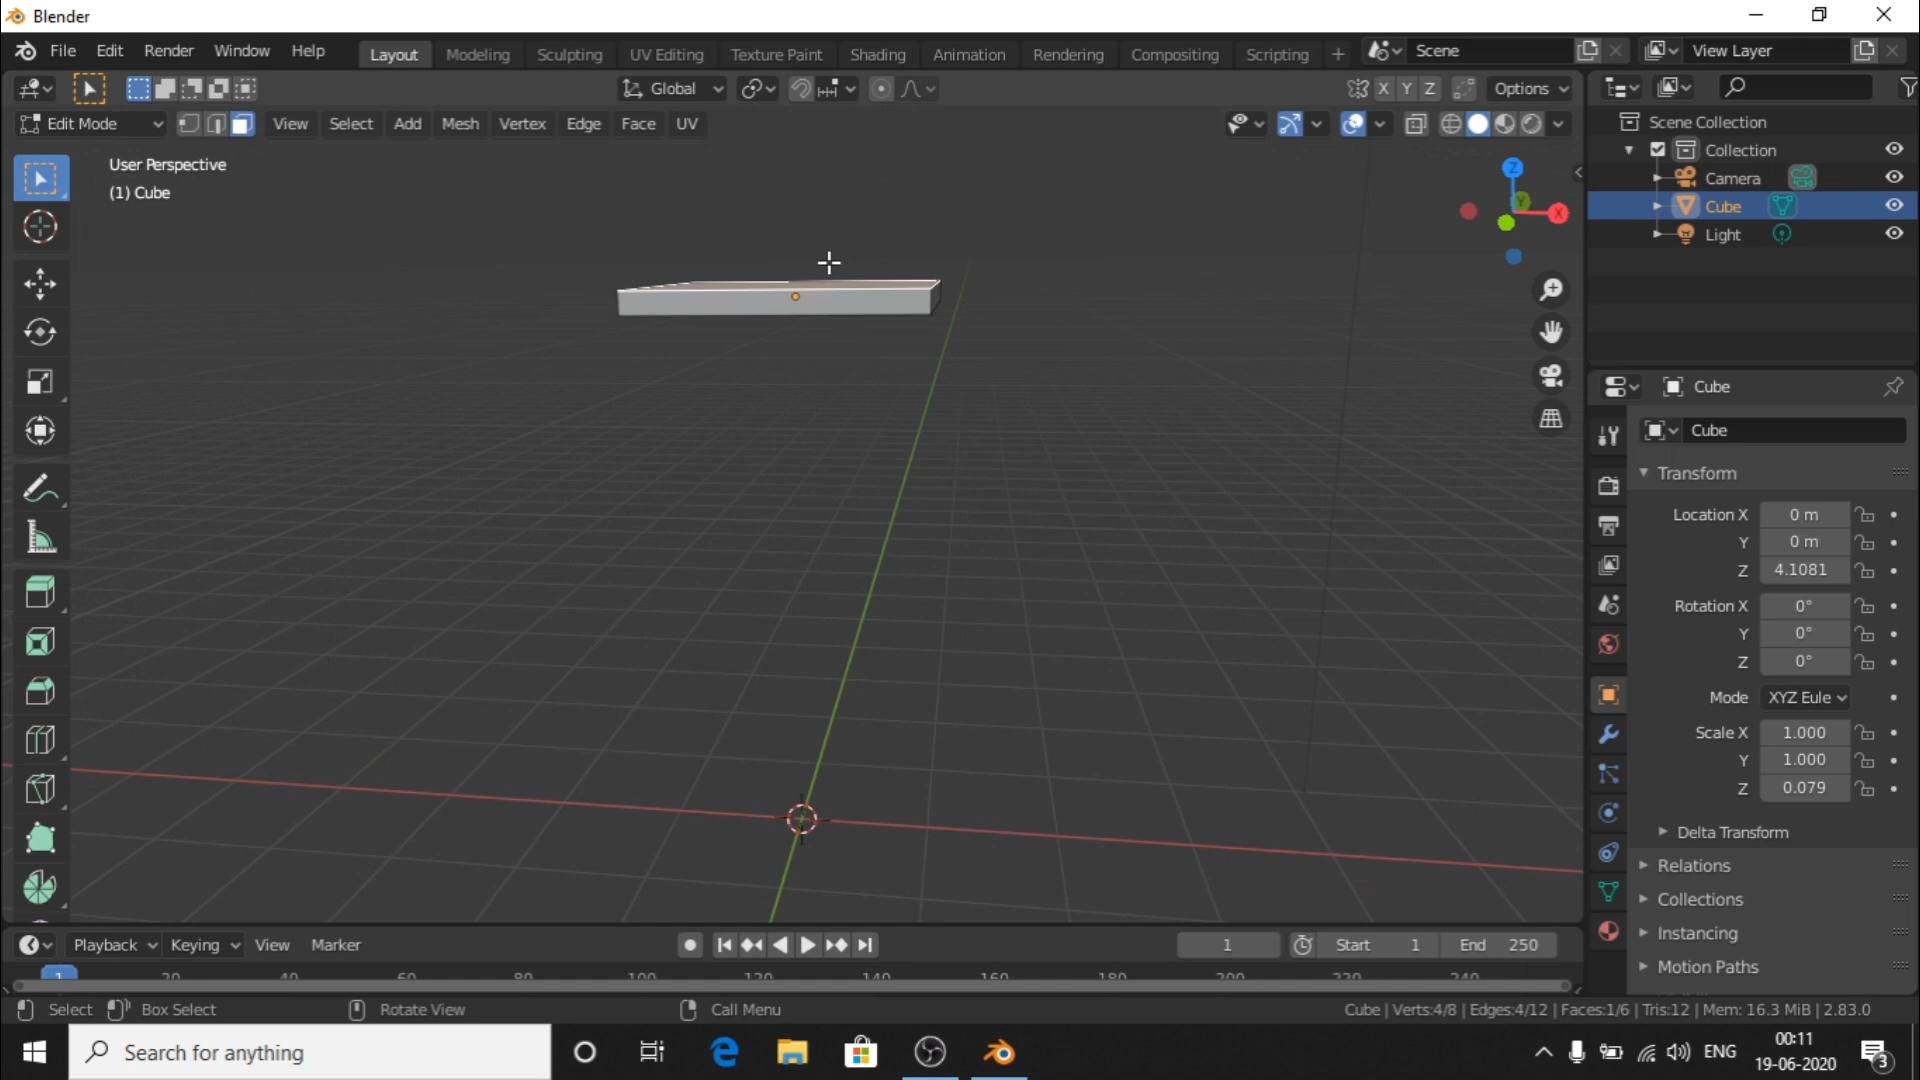 Blender
File Edit Render Window Help Layout Modeling Sculpting UV Editing Texture Paint Shading Animation Rendering Compositing Scripting + Scene View Layer
Global X Y Z Options
Edit Mode View Select Add Mesh Vertex Edge Face UV
Scene Collection
Collection
Camera
Cube
Light
User Perspective
(1) Cube
Z
Y
X
Cube
Cube
Transform
Location X 0 m
Y 0 m
Z 4.1081
Rotation X 0°
Y 0°
Z 0°
Mode XYZ Eule
Scale X 1.000
Y 1.000
Z 0.079
Delta Transform
Relations
Collections
Instancing
Motion Paths
Playback Keying View Marker 1 Start 1 End 250
1 20 40 60 80 100 120 140 160 180 200 220 240
Select Box Select Rotate View Call Menu Cube | Verts:4/8 | Edges:4/12 | Faces:1/6 | Tris:12 | Mem: 16.3 MiB | 2.83.0
Search for anything ENG 00:11
19-06-2020 3